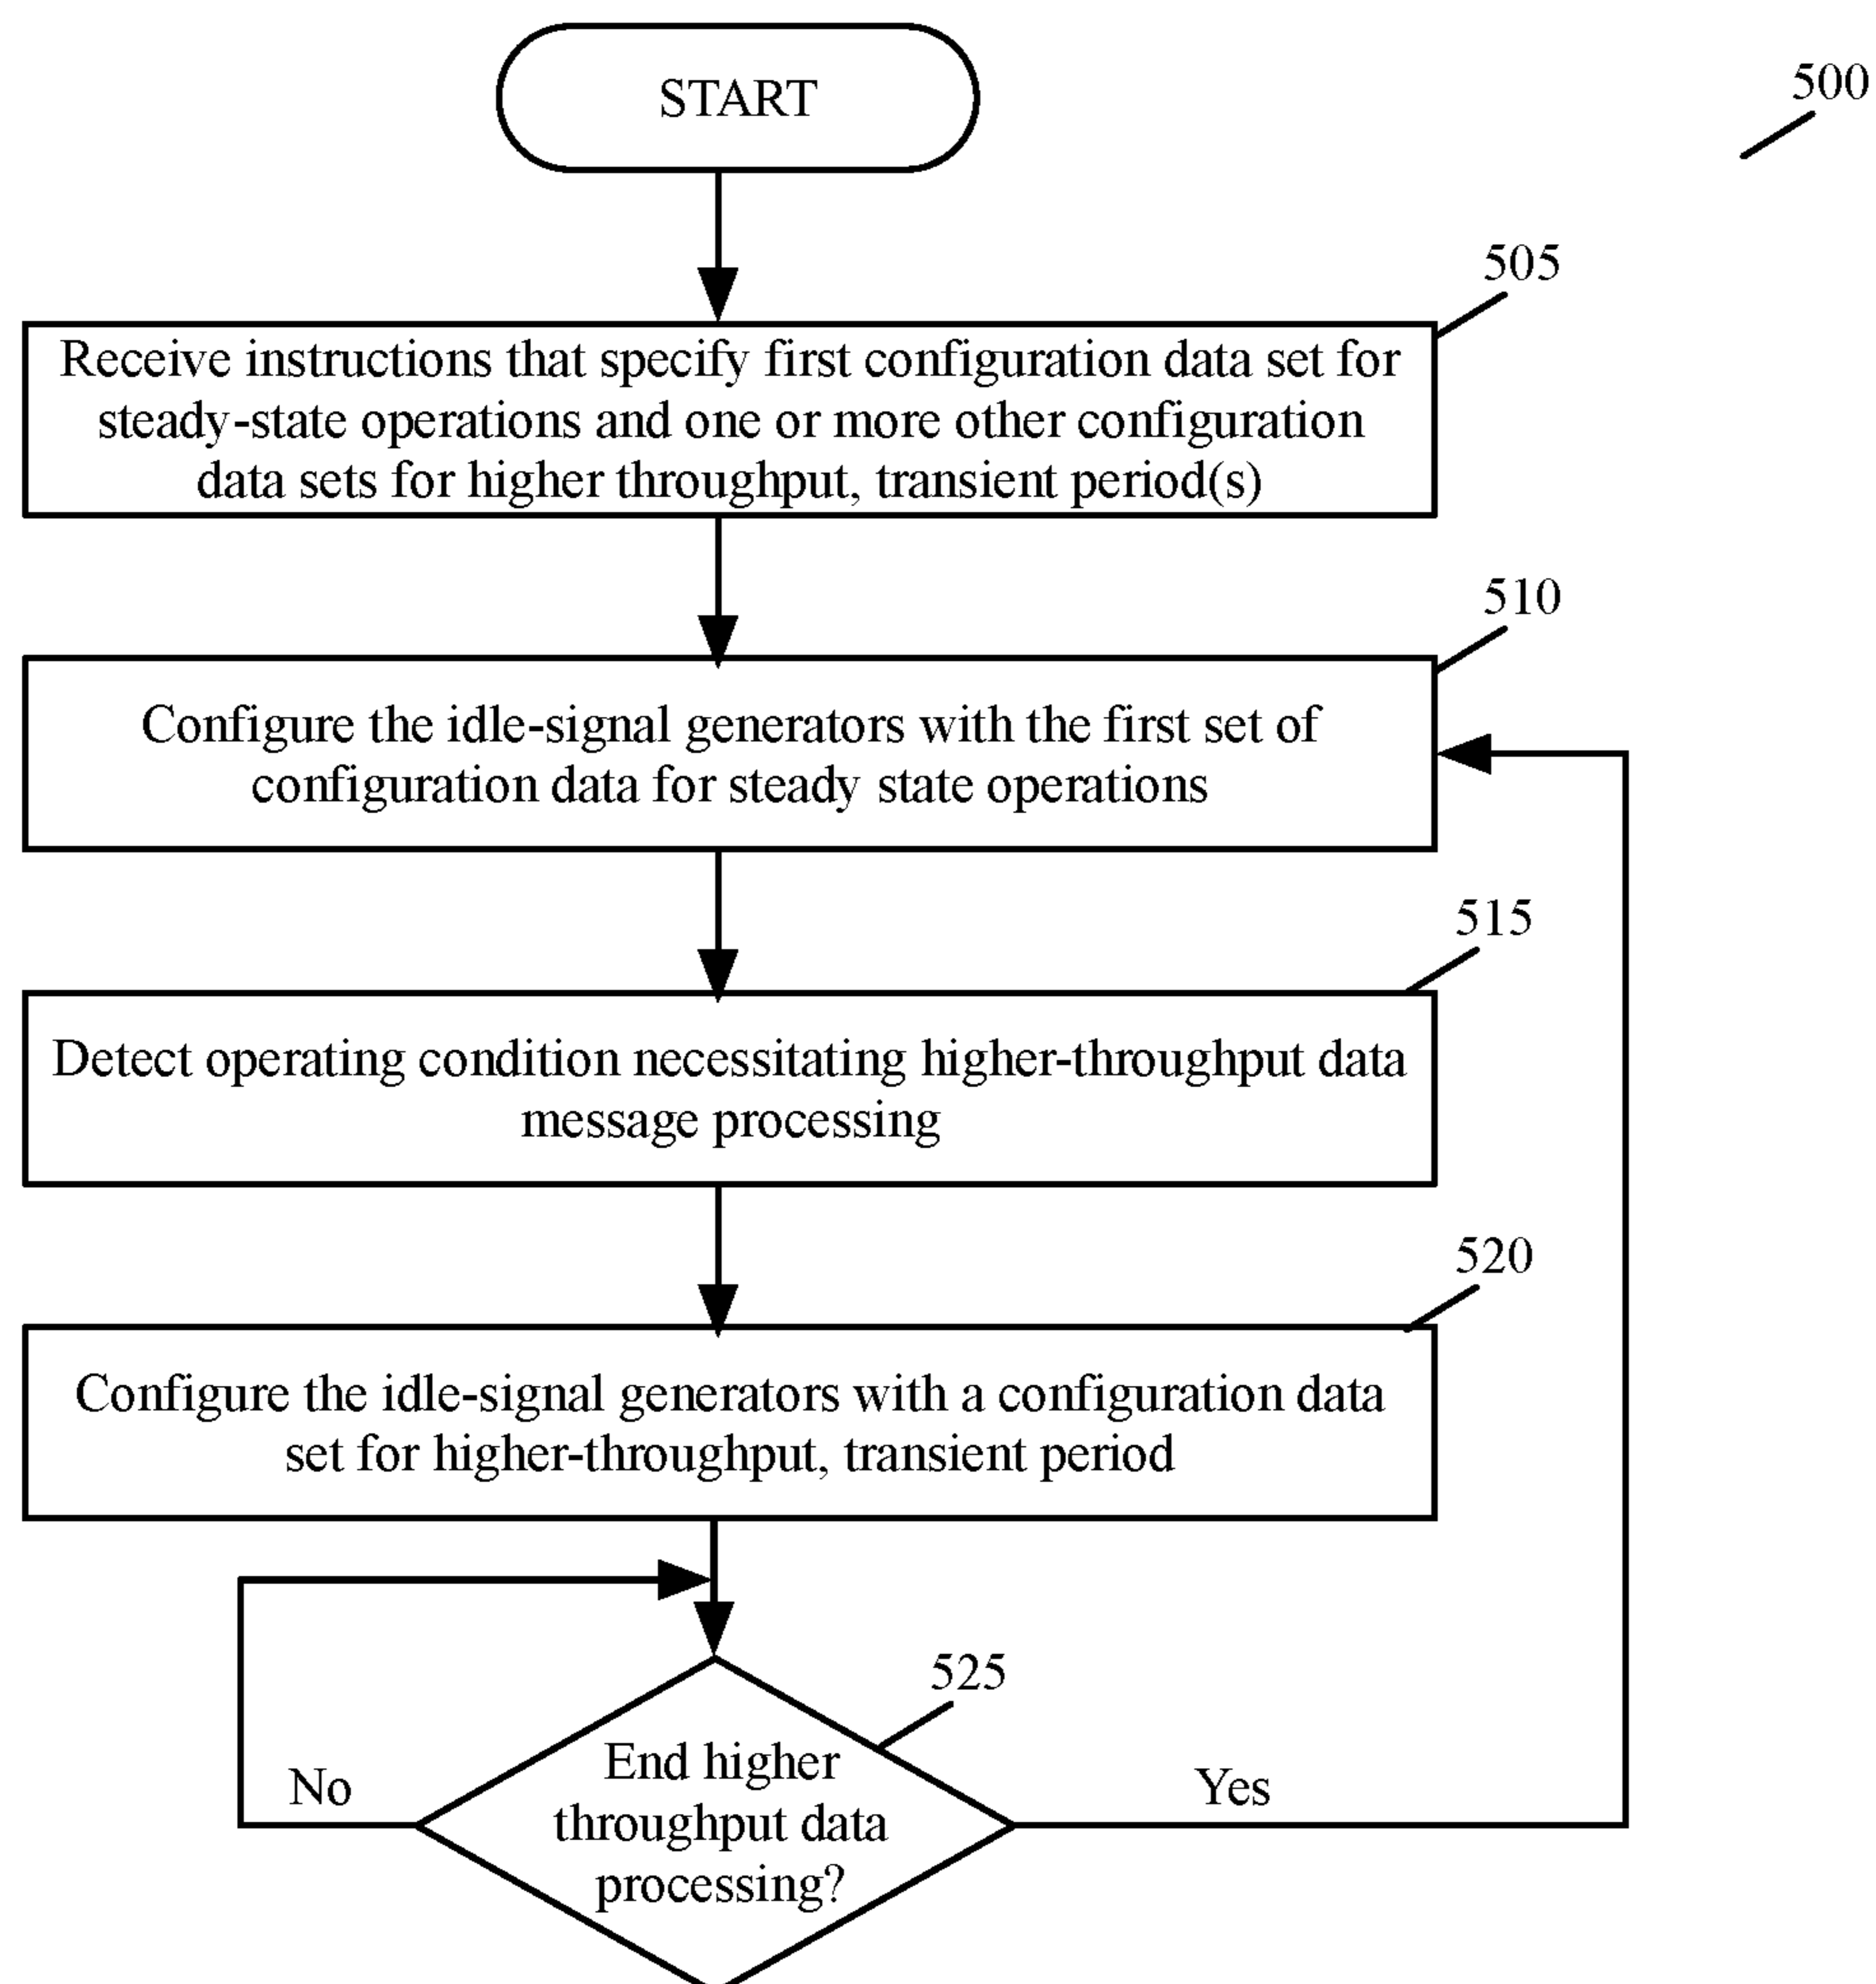 START
500
505
Receive instructions that specify first configuration data set for
steady-state operations and one or more other configuration
data sets for higher throughput, transient period(s)
510
Configure the idle-signal generators with the first set of
configuration data for steady state operations
515
Detect operating condition necessitating higher-throughput data
message processing
520
Configure the idle-signal generators with a configuration data
set for higher-throughput, transient period
525
End higher
throughput data
processing?
No
Yes